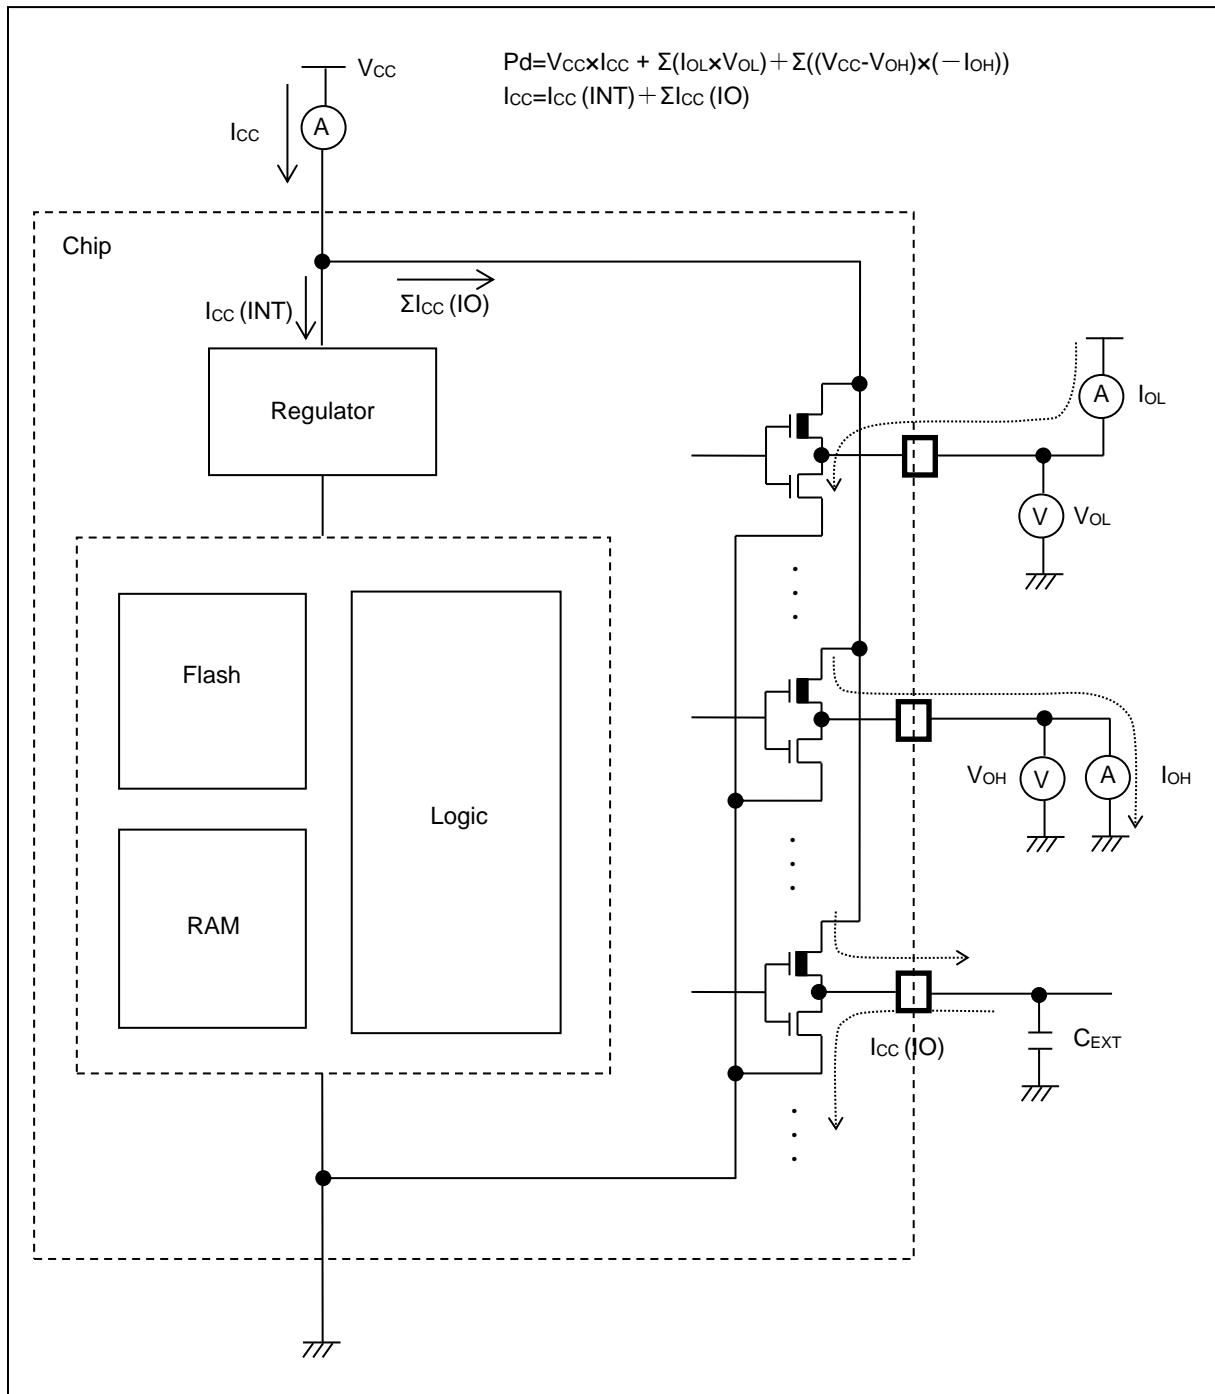 Pd=VCC×ICC + Σ(IOL×VOL)+Σ((VCC-VOH)×(-IOH))
ICC=ICC (INT)+ΣICC (IO)
VCC
A
ICC
Chip
ICC (INT)
ΣICC (IO)
Regulator
A
IOL
V
VOL
Flash
Logic
RAM
VOH
V
A
IOH
ICC (IO)
CEXT